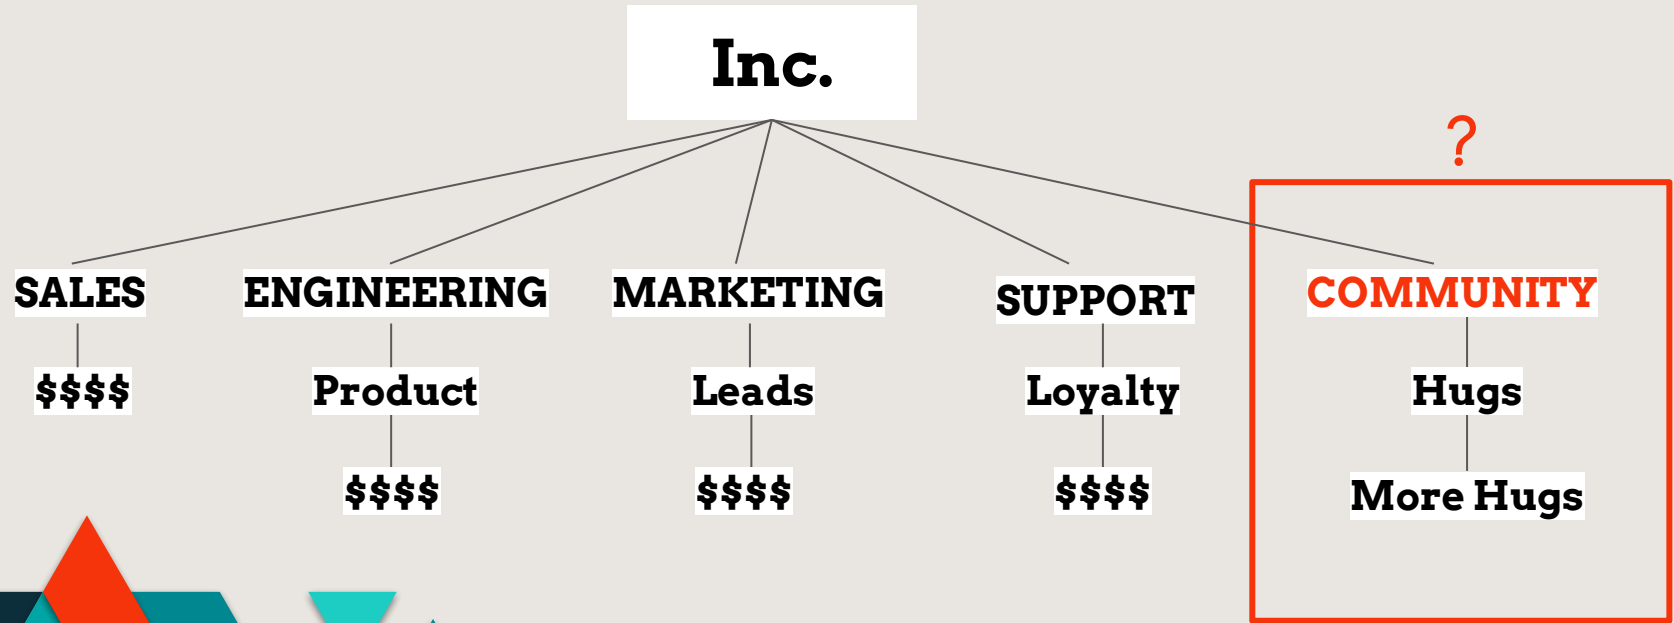 Inc.
?
SALES
ENGINEERING
MARKETING
SUPPORT
COMMUNITY
$$$$
Product
Leads
Loyalty
Hugs
$$$$
$$$$
$$$$
More Hugs